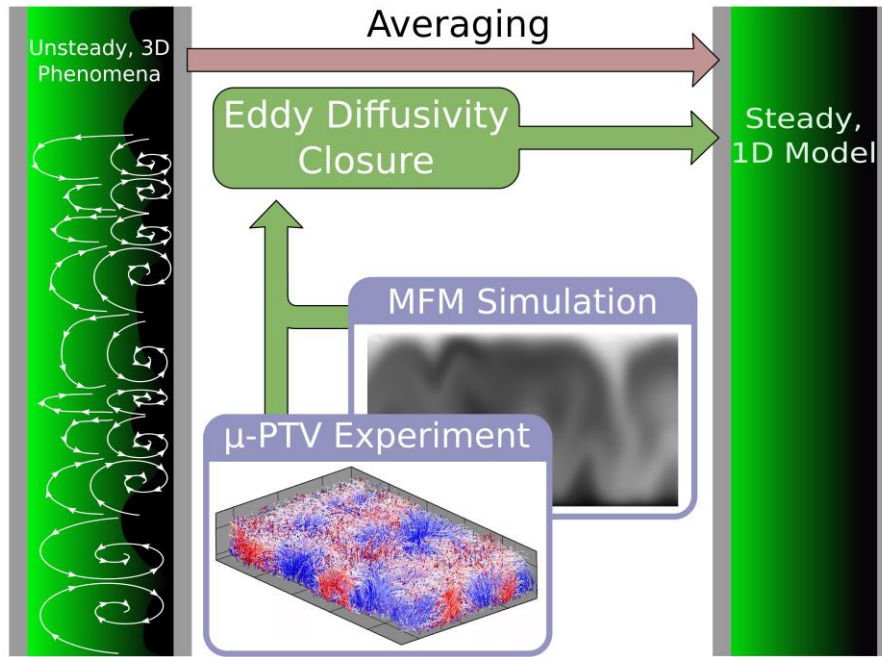 Unsteady, 3D
Phenomena
Averaging
Eddy Diffusivity
Closure
Steady,
1D Model
MFM Simulation
μ-PTV Experiment